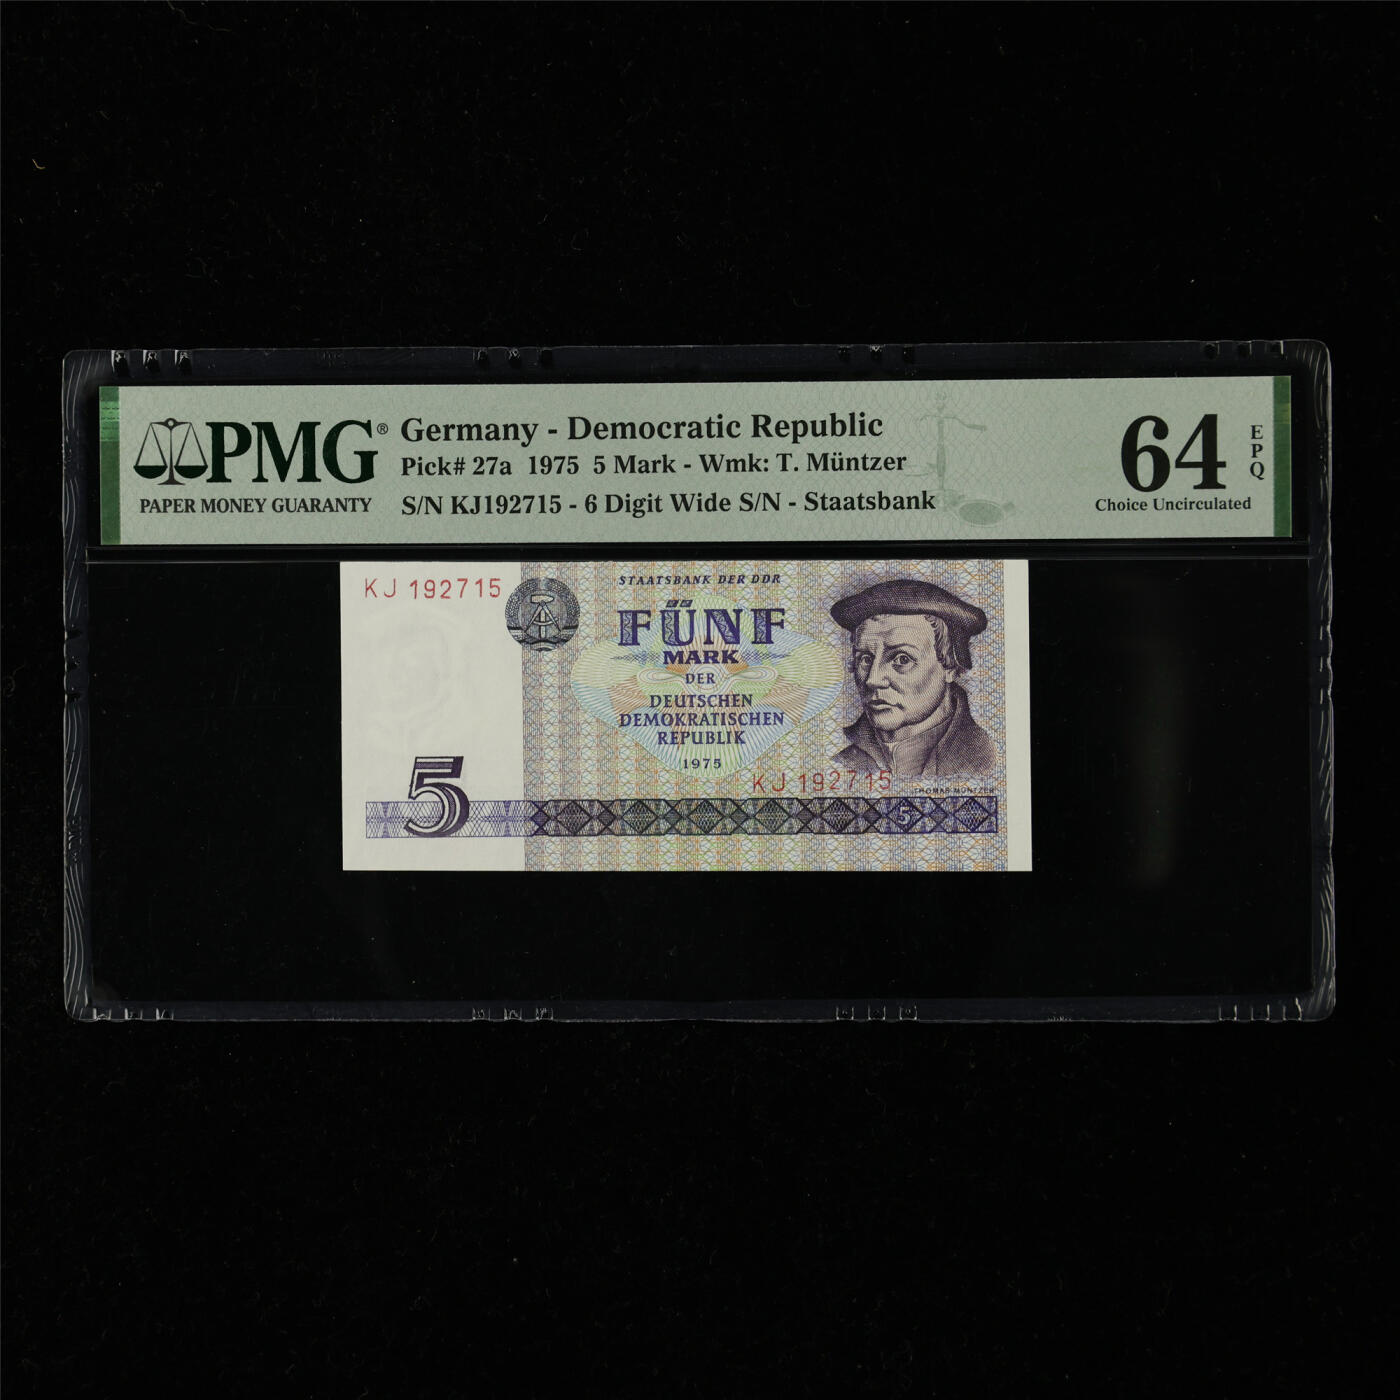 PMG®
PAPER MONEY GUARANTY
Germany - Democratic Republic
Pick# 27a 1975 5 Mark - Wmk: T. Müntzer
S/N KJ192715 - 6 Digit Wide S/N - Staatsbank
64
EPQ
Choice Uncirculated
KJ 192715
STAATSBANK DER DDR
FÜNF
MARK
DER
DEUTSCHEN
DEMOKRATISCHEN
REPUBLIK
1975
KJ 192715
THOMAS MÜNTZER
5
5